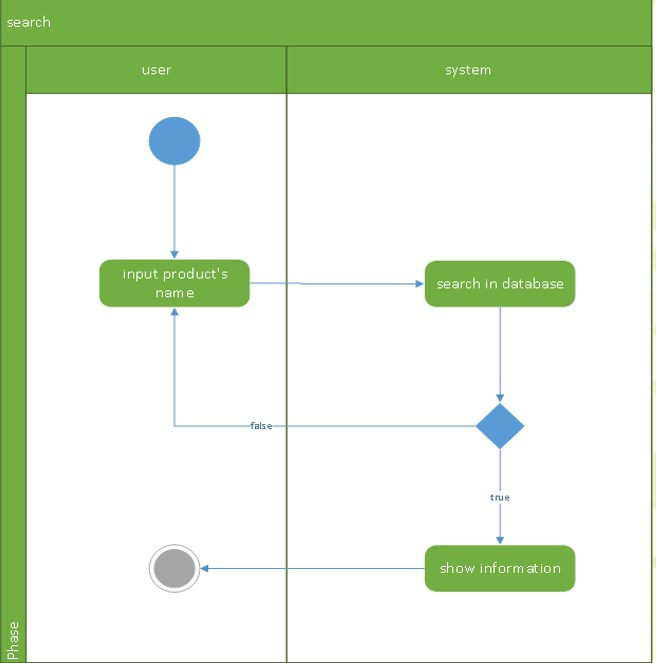 search
user
system
input product's
name
search in database
false
true
show information
Phase